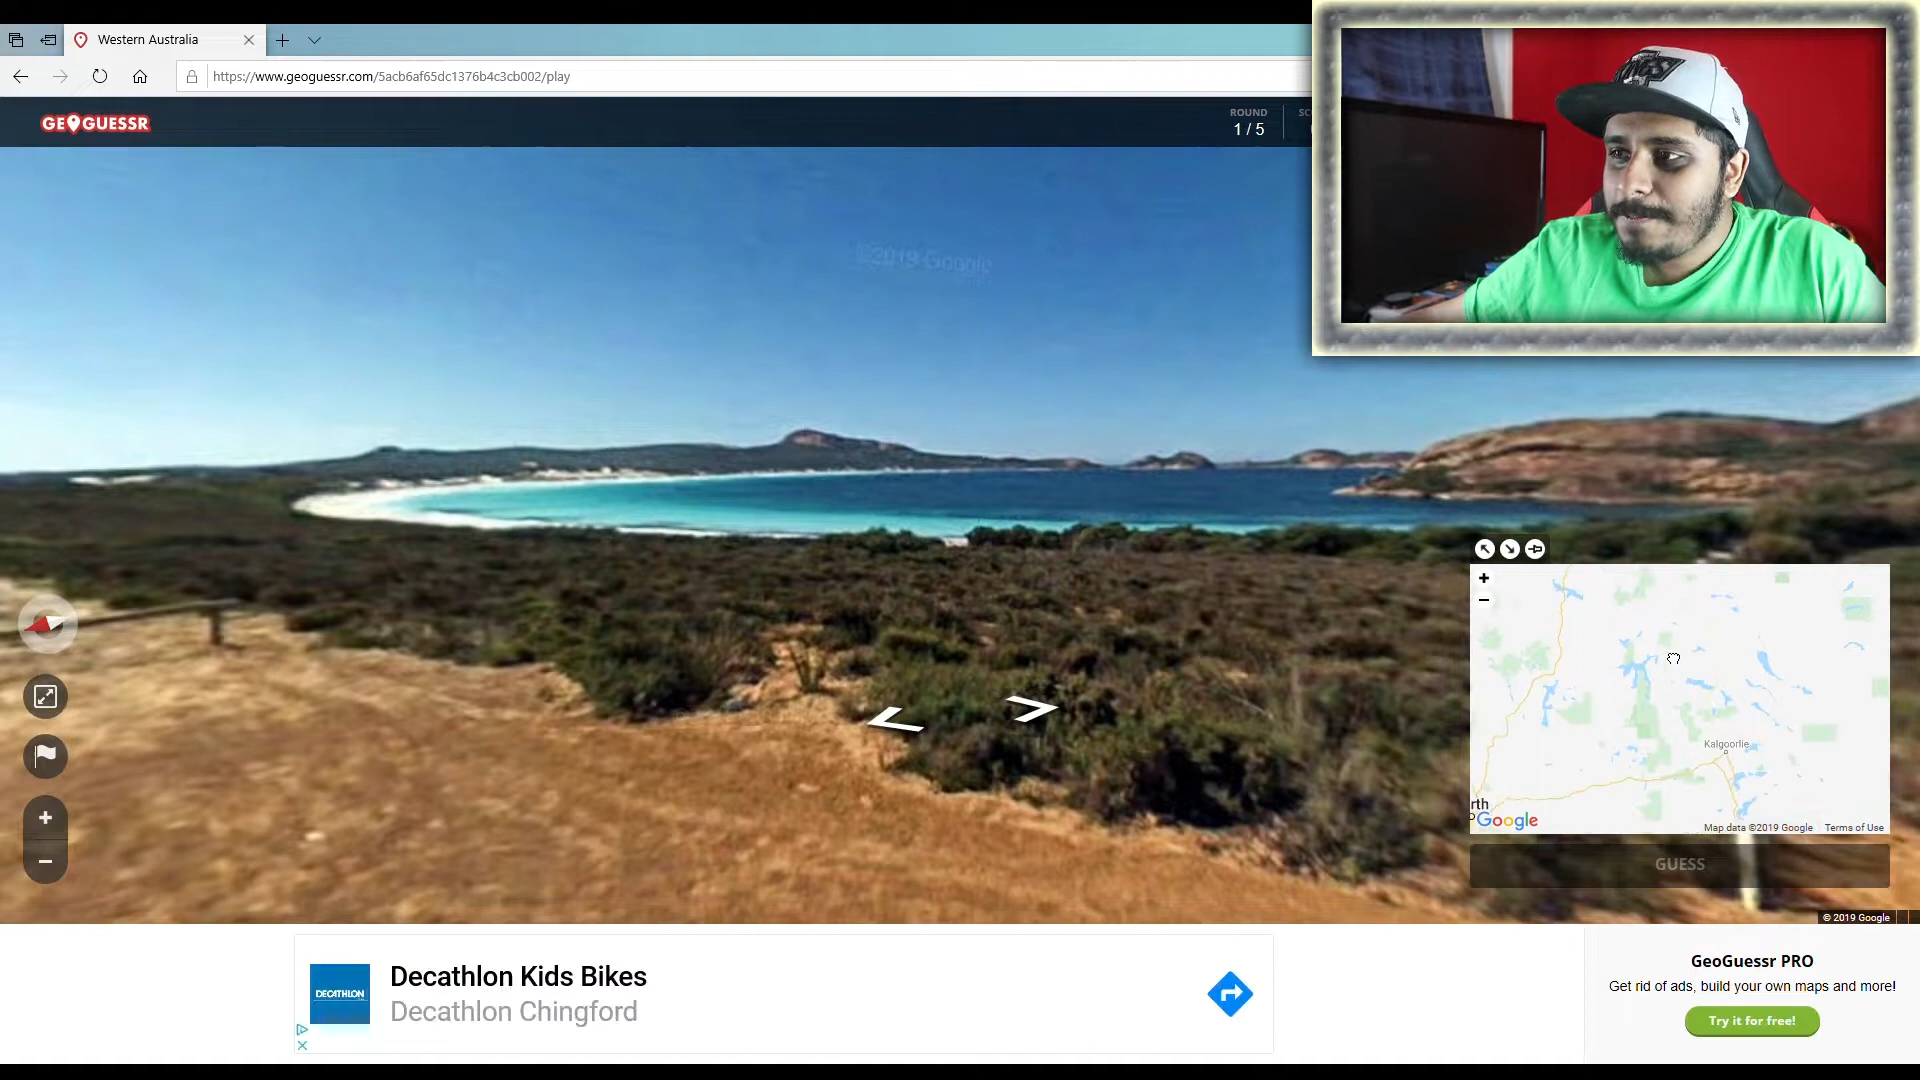 Western Australia
https://www.geoguessr.com/5acb6af65dc1376b4c3cb002/play
GEOGUESSR
ROUND
1 / 5
KINGS
©2019 Google
Kalgoorlie
rth
Google
Map data ©2019 Google
Terms of Use
GUESS
© 2019 Google
DECATHLON
Decathlon Kids Bikes
Decathlon Chingford
GeoGuessr PRO
Get rid of ads, build your own maps and more!
Try it for free!